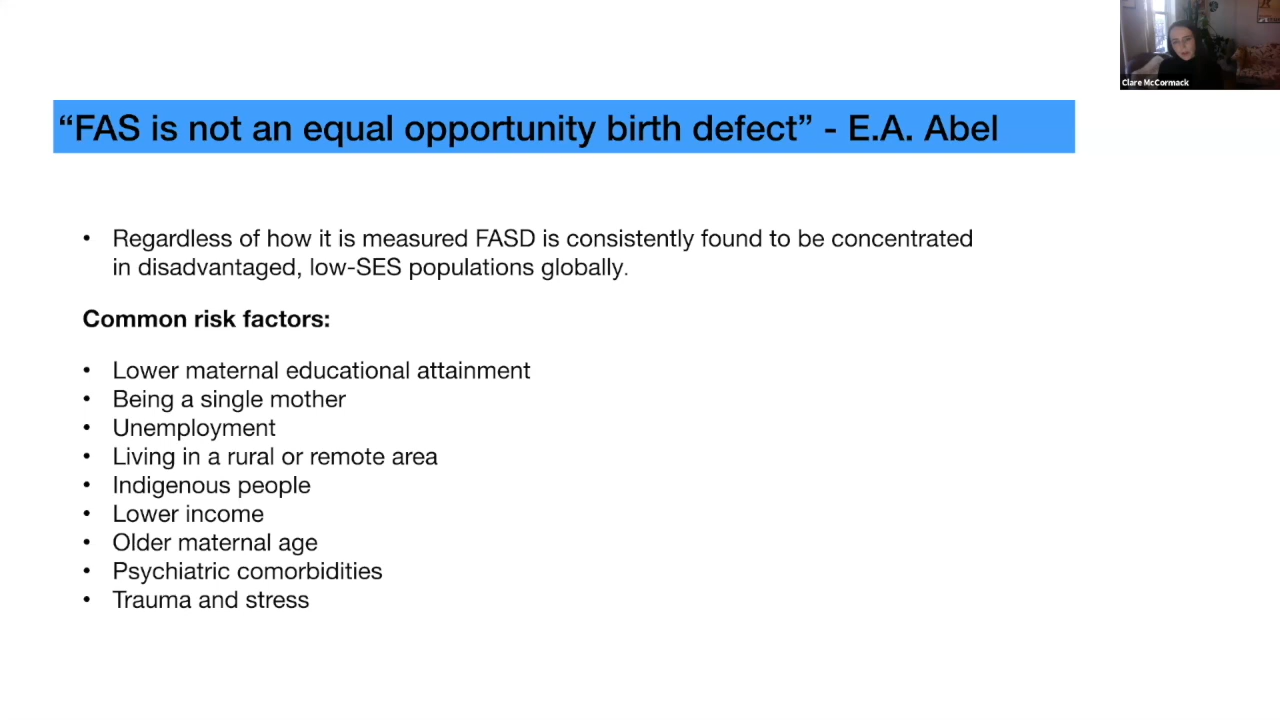 Clare McCormack
“FAS is not an equal opportunity birth defect” - E.A. Abel
• Regardless of how it is measured FASD is consistently found to be concentrated
in disadvantaged, low-SES populations globally.
Common risk factors:
• Lower maternal educational attainment
• Being a single mother
• Unemployment
• Living in a rural or remote area
• Indigenous people
• Lower income
• Older maternal age
• Psychiatric comorbidities
• Trauma and stress